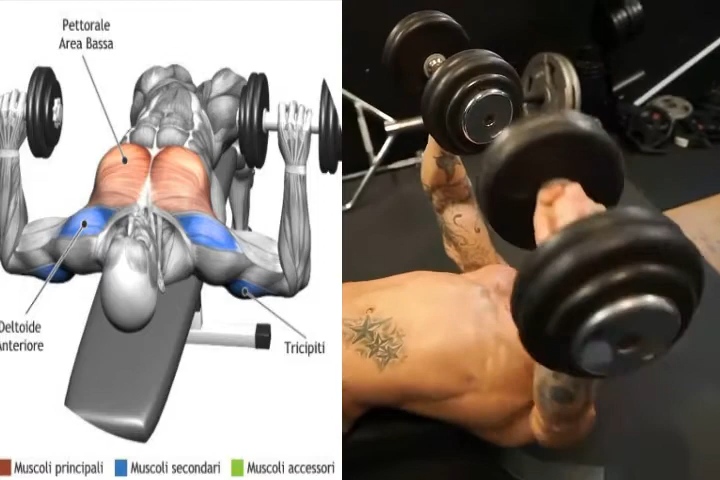 Pettorale
Area Bassa
Deltoide
Anteriore
Tricipiti
Muscoli principali
Muscoli secondari
Muscoli accessori